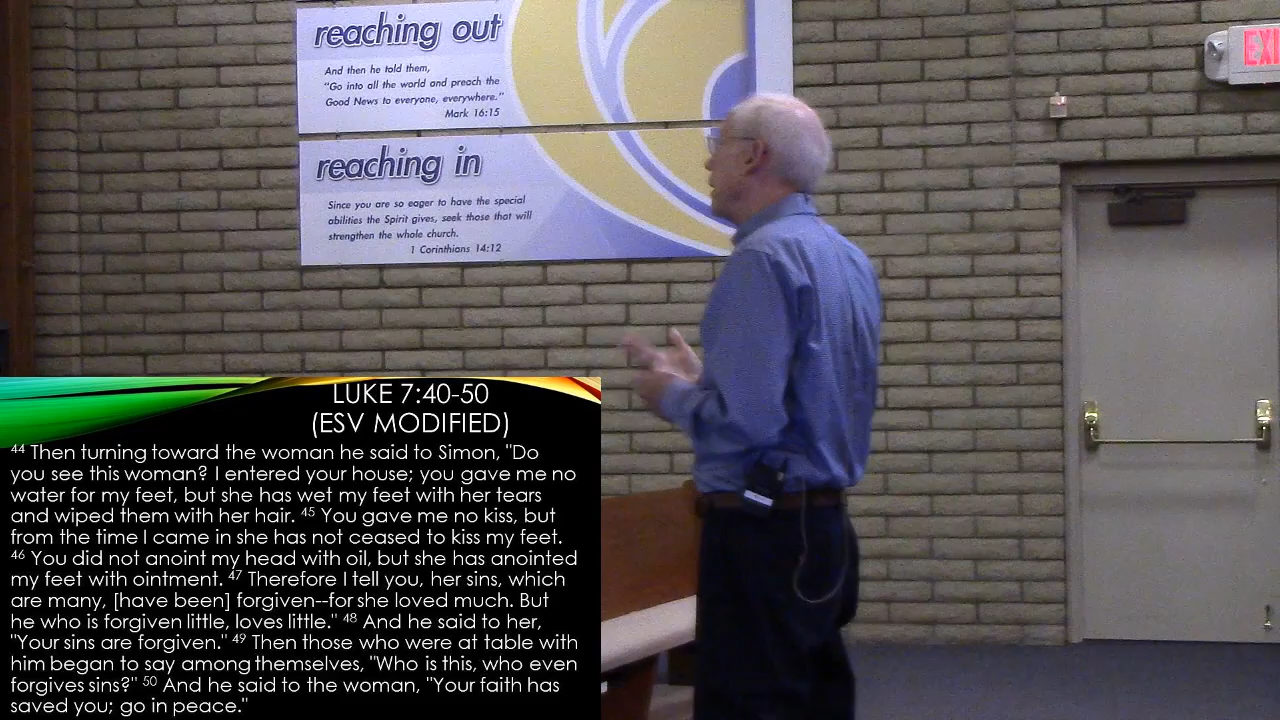 reaching out
And then he told them,
“Go into all the world and preach the
Good News to everyone, everywhere.”
Mark 16:15
reaching in
Since you are so eager to have the special
abilities the Spirit gives, seek those that will
strengthen the whole church.
1 Corinthians 14:12
EXI
LUKE 7:40-50
(ESV MODIFIED)
44 Then turning toward the woman he said to Simon, "Do
you see this woman? I entered your house; you gave me no
water for my feet, but she has wet my feet with her tears
and wiped them with her hair. 45 You gave me no kiss, but
from the time I came in she has not ceased to kiss my feet.
46 You did not anoint my head with oil, but she has anointed
my feet with ointment. 47 Therefore I tell you, her sins, which
are many, [have been] forgiven--for she loved much. But
he who is forgiven little, loves little." 48 And he said to her,
"Your sins are forgiven." 49 Then those who were at table with
him began to say among themselves, "Who is this, who even
forgives sins?" 50 And he said to the woman, "Your faith has
saved you; go in peace."